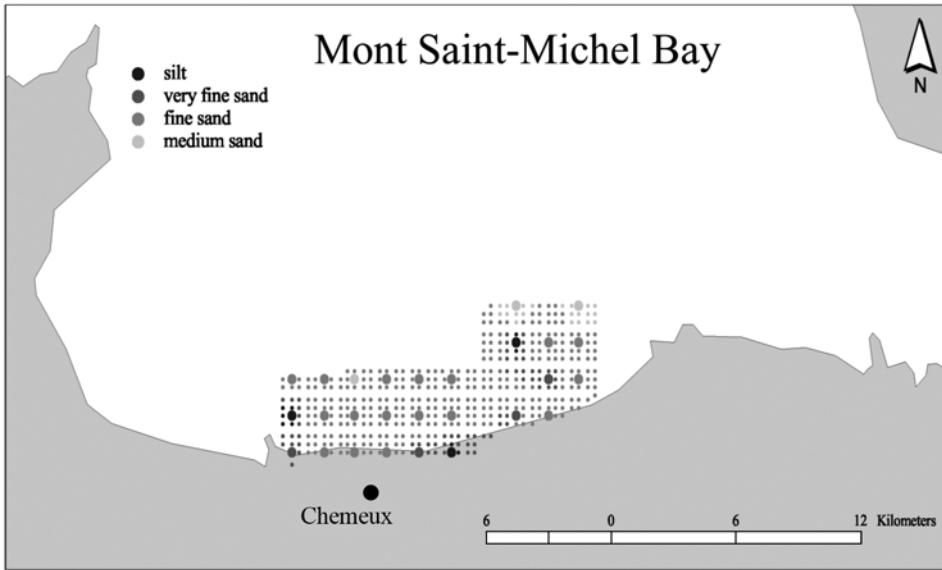 Mont Saint-Michel Bay
N
silt
very fine sand
fine sand
medium sand
Chemeux
6 0 6 12 Kilometers